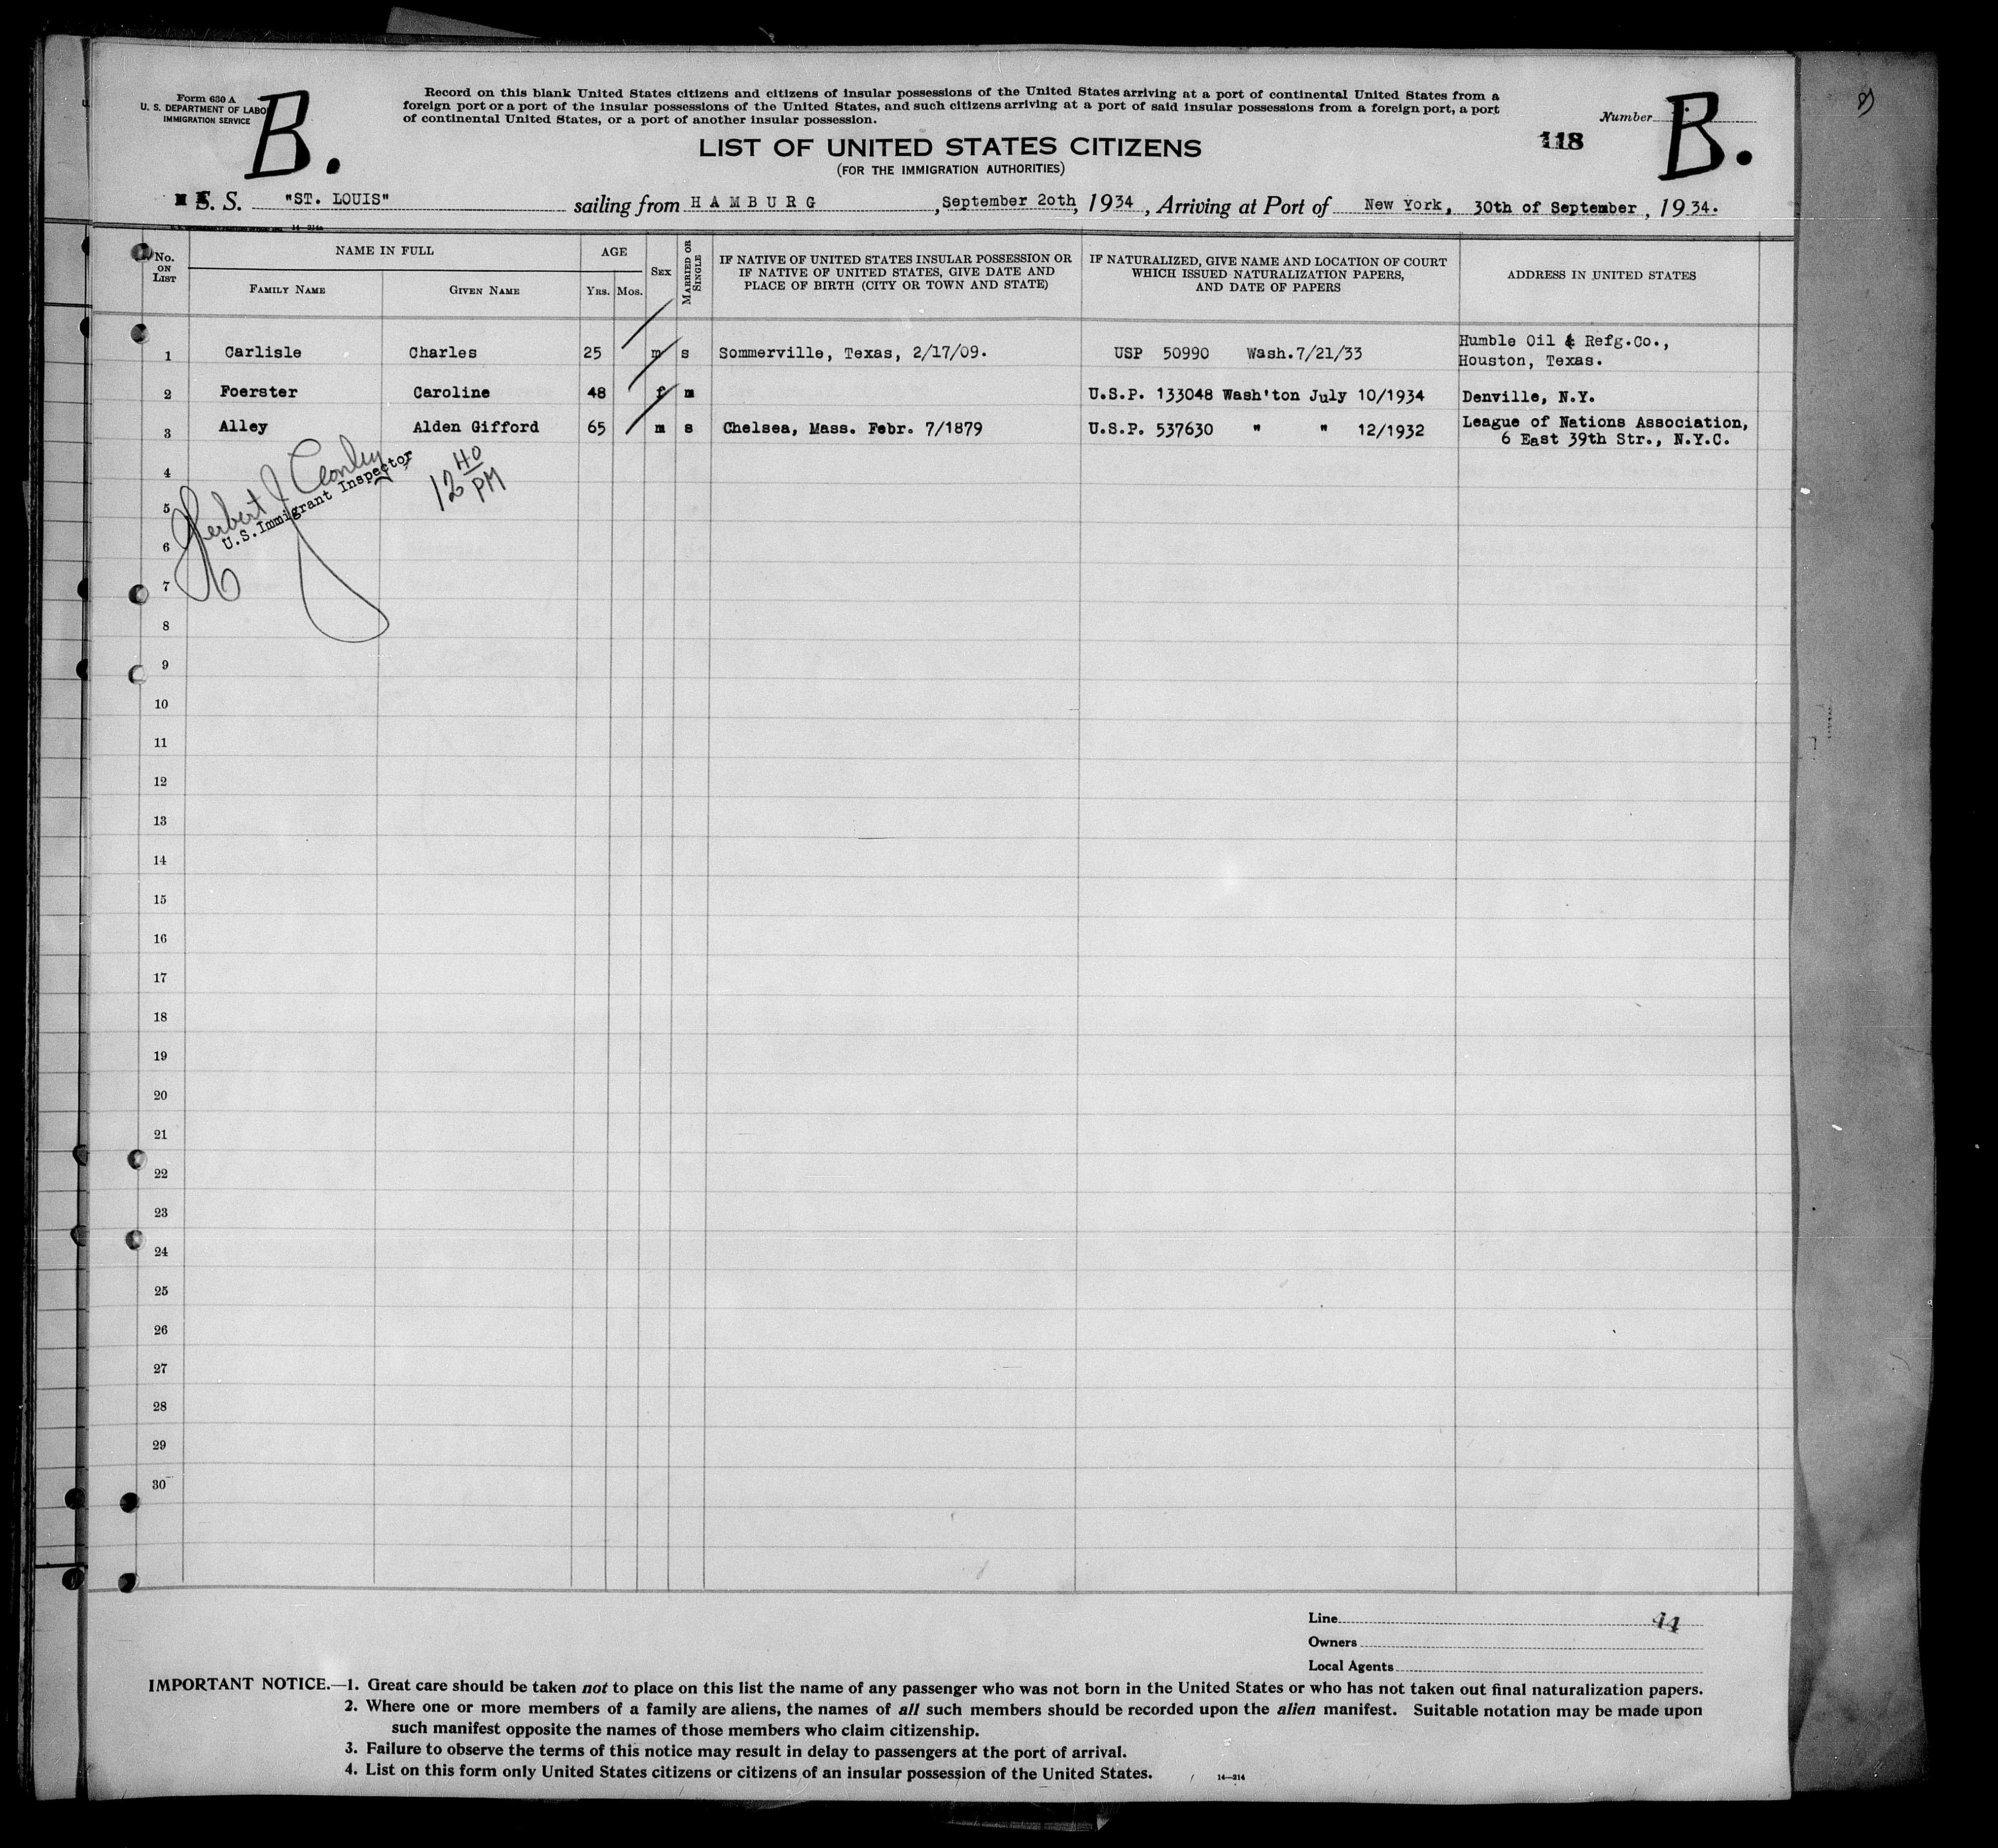 Form 630 A
U. S. DEPARTMENT OF LABO
IMMIGRATION SERVICE
B.
Record on this blank United States citizens and citizens of insular possessions of the United States arriving at a port of continental United States from a
foreign port or a port of the insular possessions of the United States, and such citizens arriving at a port of said insular possessions from a foreign port, a port
of continental United States, or a port of another insular possession.
Number
B.
118
LIST OF UNITED STATES CITIZENS
(FOR THE IMMIGRATION AUTHORITIES)
M S. S. "ST. LOUIS" sailing from HAMBURG, September 20th, 1934, Arriving at Port of New York, 30th of September, 1934.
No. ON LIST
NAME IN FULL
FAMILY NAME
GIVEN NAME
AGE
YRS. MOS.
SEX
MARRIED OR SINGLE
IF NATIVE OF UNITED STATES INSULAR POSSESSION OR
IF NATIVE OF UNITED STATES, GIVE DATE AND
PLACE OF BIRTH (CITY OR TOWN AND STATE)
IF NATURALIZED, GIVE NAME AND LOCATION OF COURT
WHICH ISSUED NATURALIZATION PAPERS,
AND DATE OF PAPERS
ADDRESS IN UNITED STATES
1 Carlisle Charles 25 m s Sommerville, Texas, 2/17/09. USP 50990 Wash.7/21/33 Humble Oil & Refg.Co.,
Houston, Texas.
2 Foerster Caroline 48 f m U.S.P. 133048 Wash'ton July 10/1934 Denville, N.Y.
3 Alley Alden Gifford 65 m s Chelsea, Mass. Febr. 7/1879 U.S.P. 537630 " " 12/1932 League of Nations Association,
6 East 39th Str., N.Y.C.
Herbert J
U.S.Immigrant Inspector
12 40 PM
4
5
6
7
8
9
10
11
12
13
14
15
16
17
18
19
20
21
22
23
24
25
26
27
28
29
30
Line 44
Owners
Local Agents
IMPORTANT NOTICE.—1. Great care should be taken not to place on this list the name of any passenger who was not born in the United States or who has not taken out final naturalization papers.
2. Where one or more members of a family are aliens, the names of all such members should be recorded upon the alien manifest. Suitable notation may be made upon
such manifest opposite the names of those members who claim citizenship.
3. Failure to observe the terms of this notice may result in delay to passengers at the port of arrival.
4. List on this form only United States citizens or citizens of an insular possession of the United States.
14—214